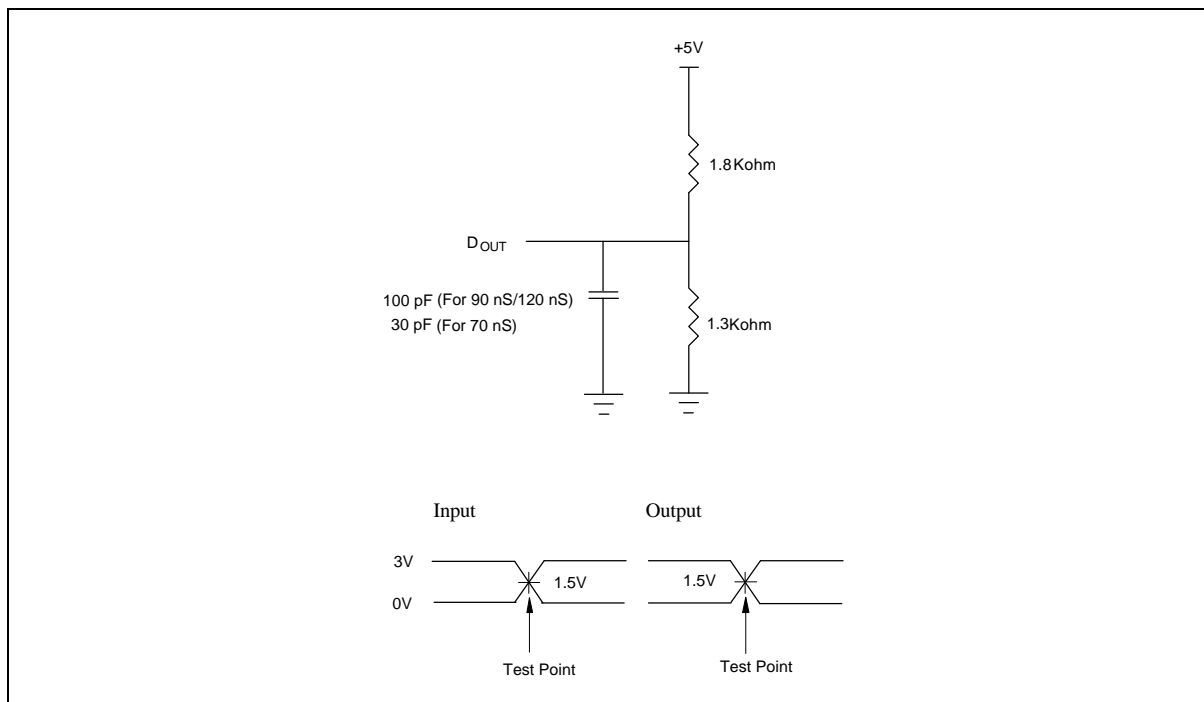 +5V
1.8Kohm
DOUT
100 pF (For 90 nS/120 nS)
30 pF (For 70 nS)
1.3Kohm
Input
Output
3V
1.5V
1.5V
0V
Test Point
Test Point